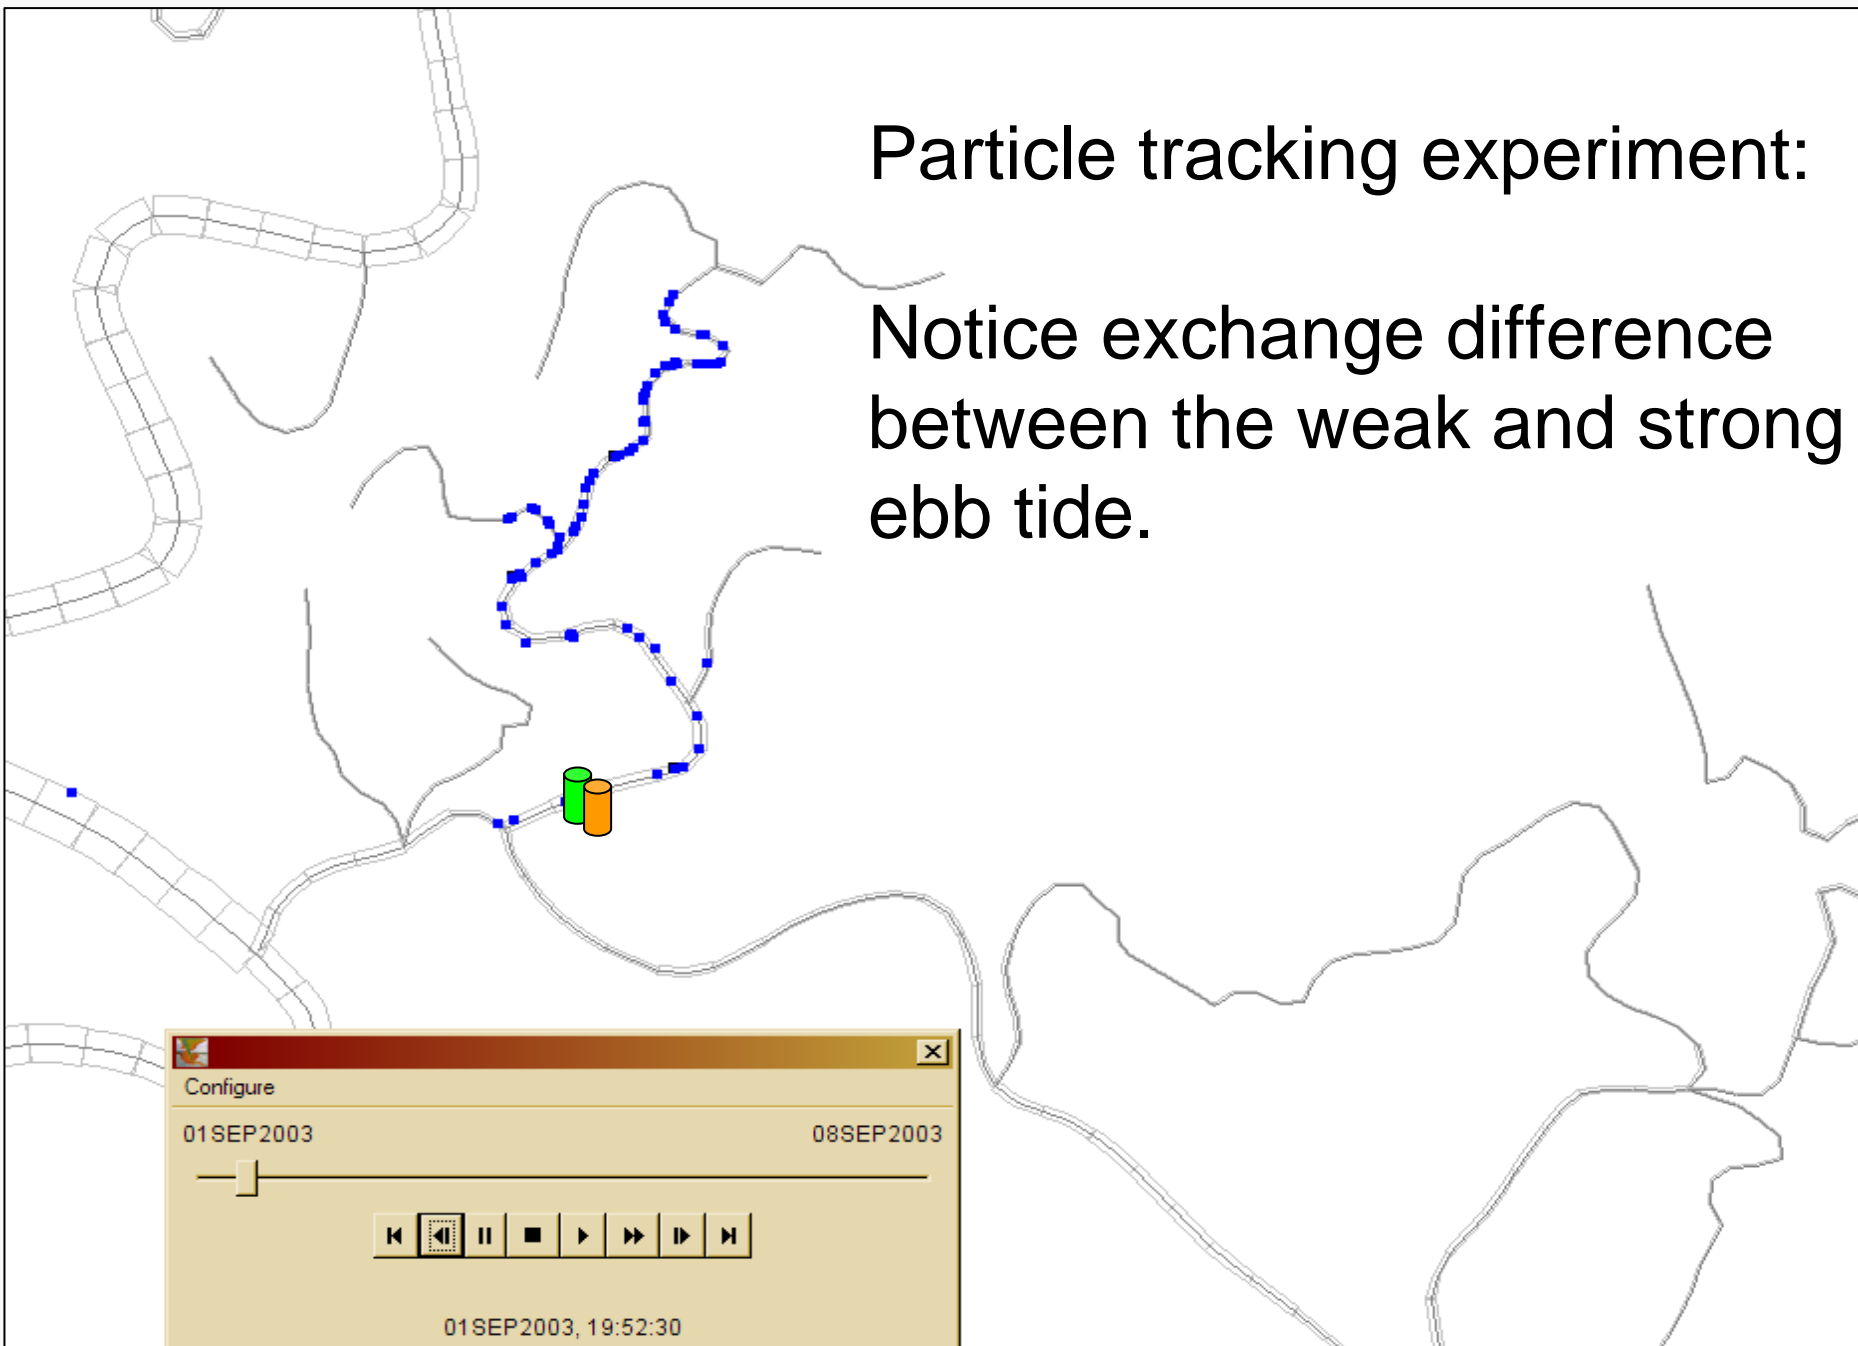 Particle tracking experiment:
Notice exchange difference
between the weak and strong
ebb tide.
Configure
01SEP2003 08SEP2003
01SEP2003, 19:52:30